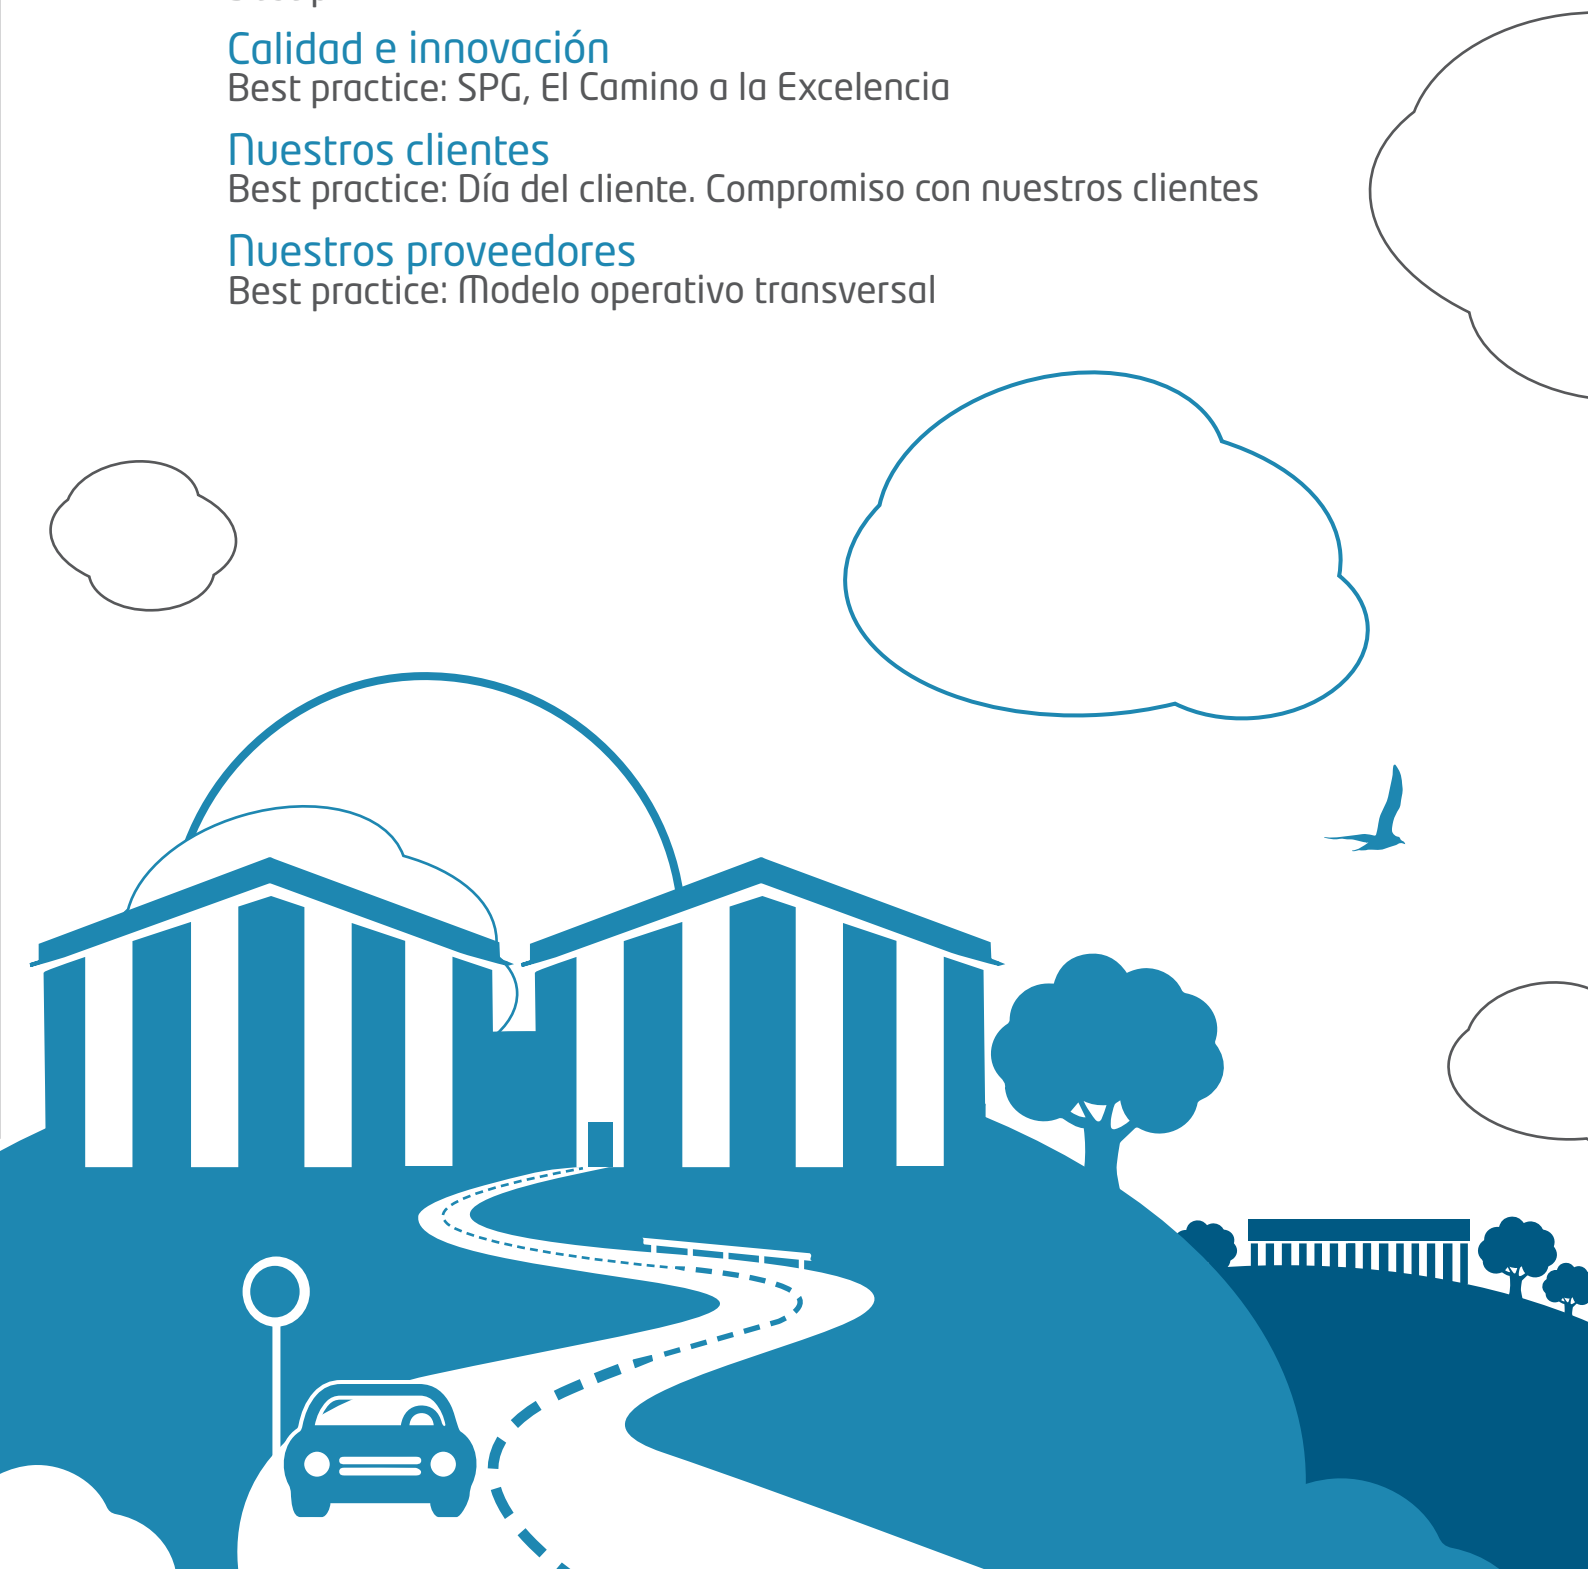 Calidad e innovación
Best practice: SPG, El Camino a la Excelencia
Nuestros clientes
Best practice: Día del cliente. Compromiso con nuestros clientes
Nuestros proveedores
Best practice: Modelo operativo transversal